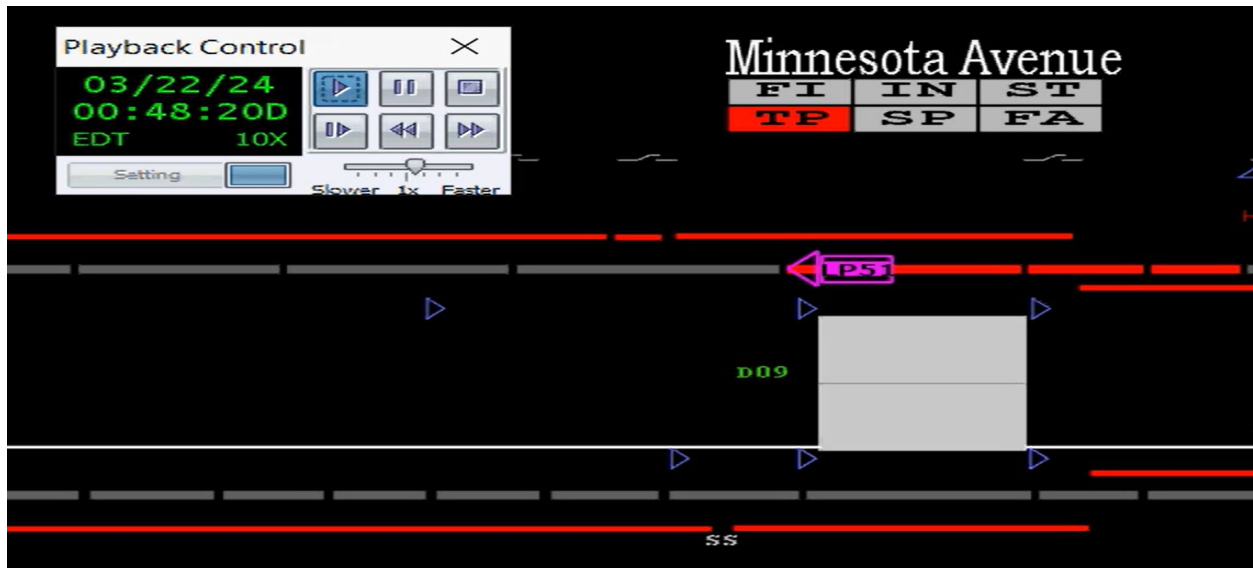 Playback Control
03/22/24
00:48:20D
EDT 10X
Setting
Slower 1x Faster
Minnesota Avenue
FI IN ST
TP SP FA
LP51
D09
SS